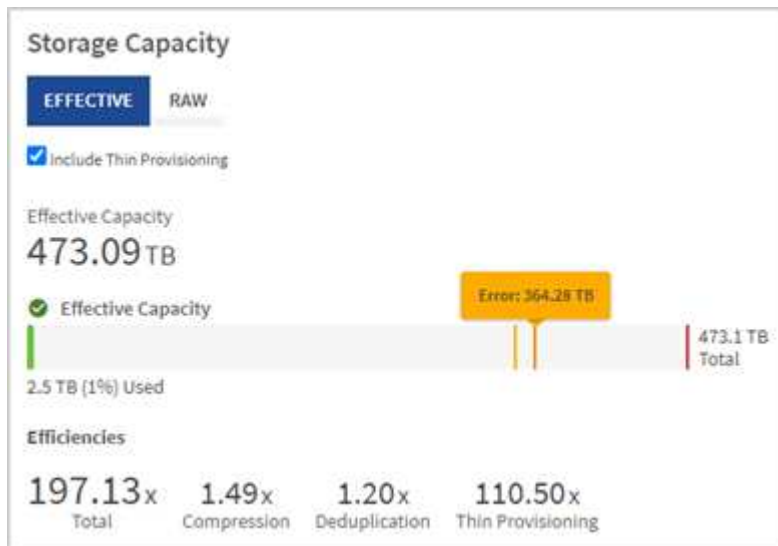 Storage Capacity
EFFECTIVE RAW
Include Thin Provisioning
Effective Capacity
473.09 TB
Error: 364.28 TB
Effective Capacity
473.1 TB
Total
2.5 TB (1%) Used
Efficiencies
197.13x 1.49x 1.20x 110.50x
Total Compression Deduplication Thin Provisioning